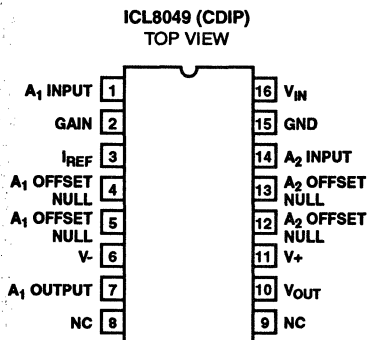 ICL8049 (CDIP)
TOP VIEW
A1 INPUT 1
GAIN 2
IREF 3
A1 OFFSET
NULL 4
A1 OFFSET
NULL 5
V- 6
A1 OUTPUT 7
NC 8
16 VIN
15 GND
14 A2 INPUT
13 A2 OFFSET
NULL
12 A2 OFFSET
NULL
11 V+
10 VOUT
9 NC